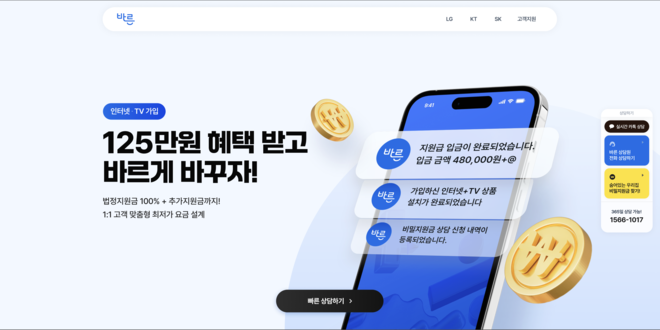 바른
LG
KT
SK
고객지원
인터넷·TV 가입
125만원 혜택 받고
바르게 바꾸자!
법정지원금 100% + 추가지원금까지!
1:1 고객 맞춤형 최저가 요금 설계
9:41
바른
지원금 입금이 완료되었습니다.
입금 금액 480,000원+@
바른
가입하신 인터넷+TV 상품
설치가 완료되었습니다
바른
비밀지원금 상담 신청 내역이
등록되었습니다.
빠른 상담하기
상담하기
실시간 카톡 상담
바른 상담원
전화 상담하기
숨어있는 우리집
비밀지원금 찾기!
365일 상담 가능!
1566-1017